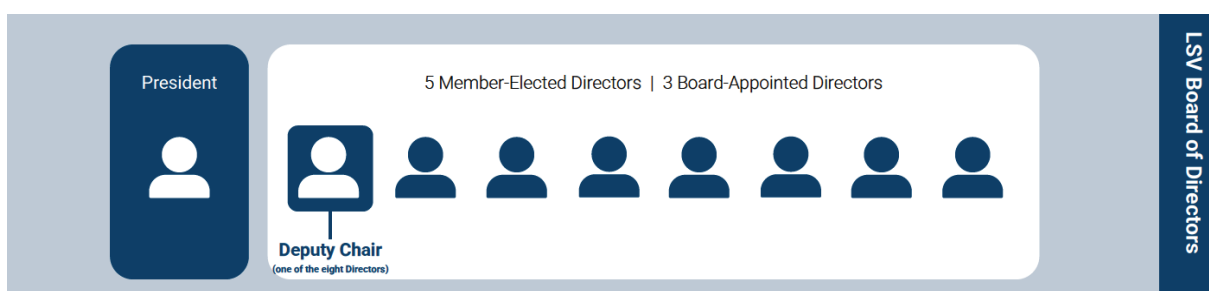 President
5 Member-Elected Directors | 3 Board-Appointed Directors
Deputy Chair
(one of the eight Directors)
LSV Board of Directors